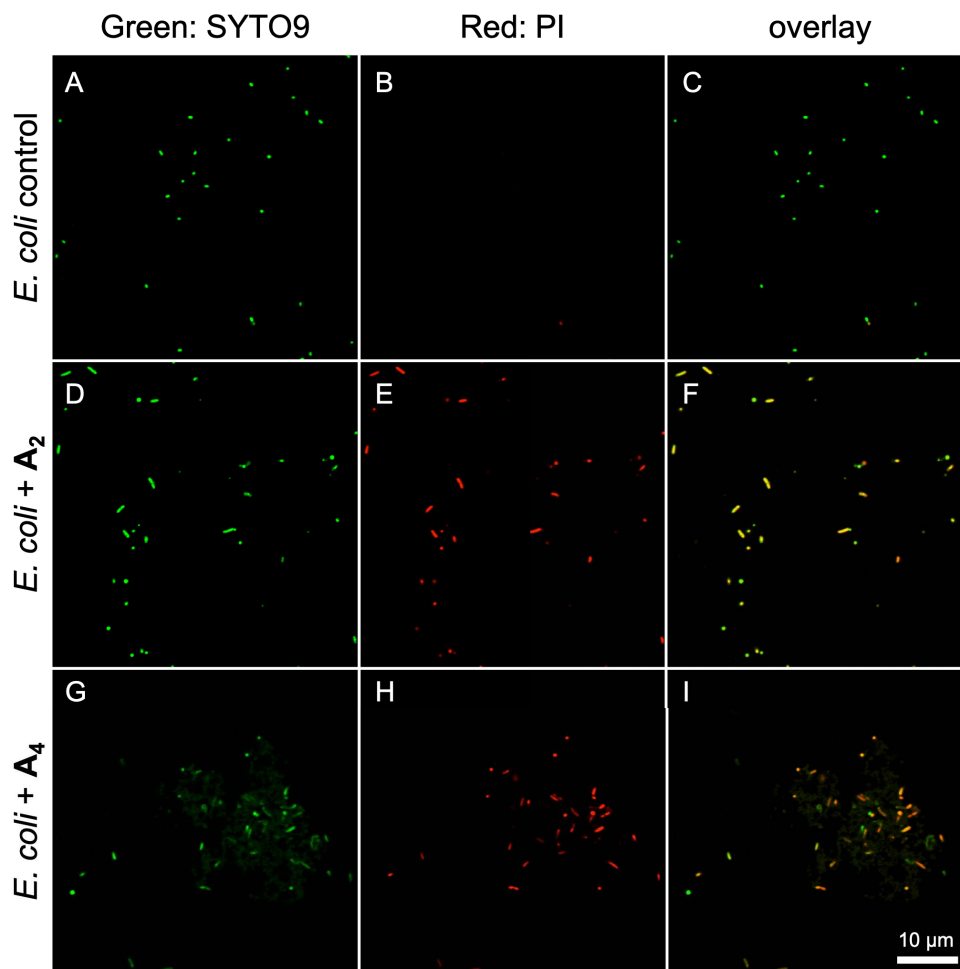 Green: SYTO9 Red: PI overlay
E. coli control
A B C
E. coli + A₂
D E F
E. coli + A₄
G H I
10 µm